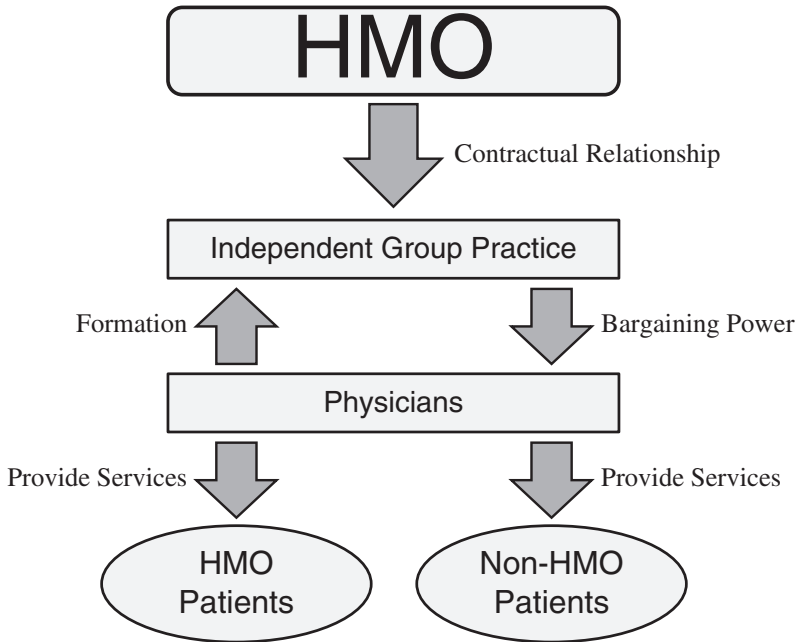 HMO
Contractual Relationship
Independent Group Practice
Formation
Bargaining Power
Physicians
Provide Services
Provide Services
HMO
Patients
Non-HMO
Patients